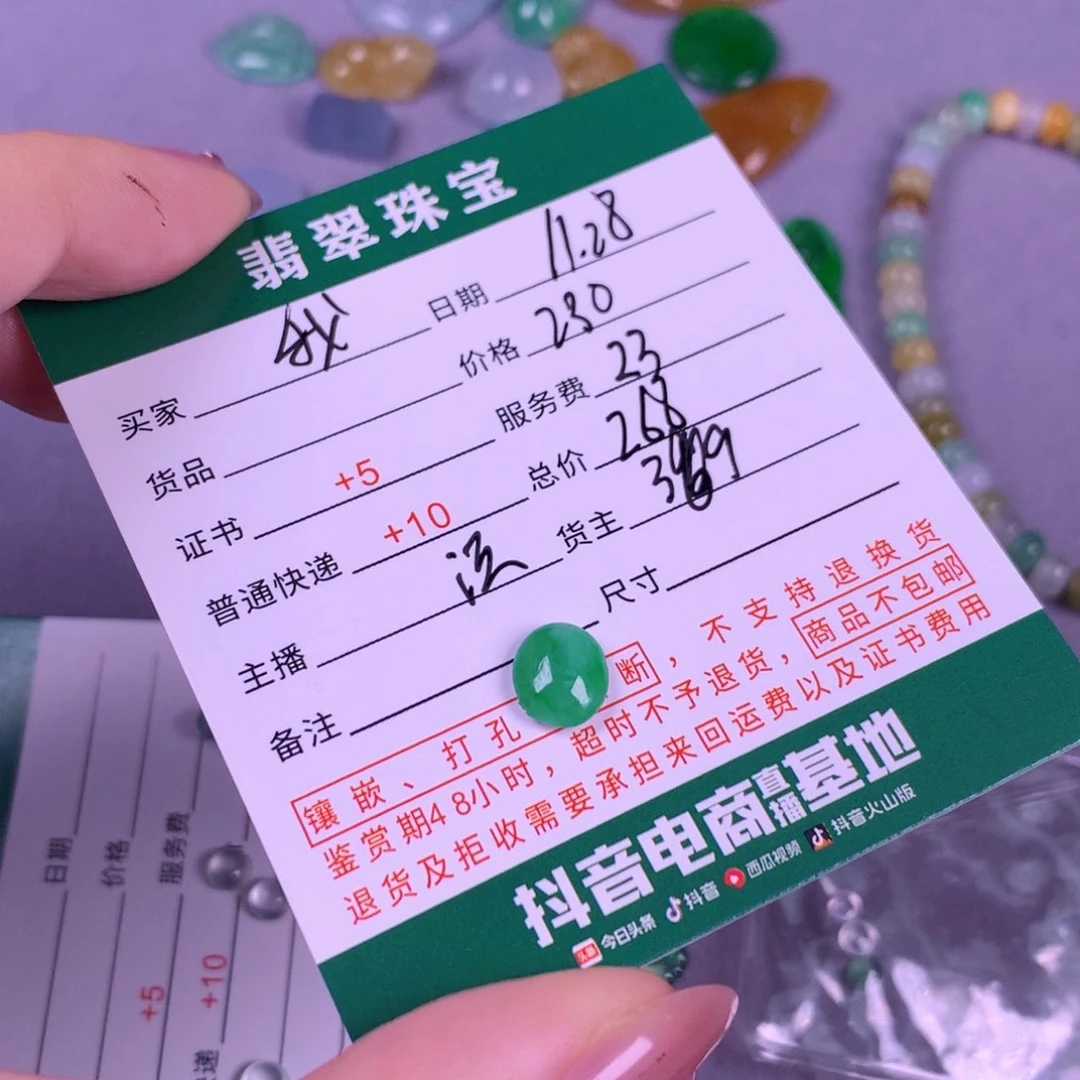 翡翠珠宝
买家 我 日期 11.28
货品 价格 230
证书 +5 服务费 23
普通快递 +10 总价 268
主播 货主
备注 尺寸
镶嵌、打孔 断，不支持退换货
鉴赏期48小时，超时不予退货，商品不包邮
退货及拒收需要承担来回运费以及证书费用
抖音电商直播基地
头条 今日头条 抖音 西瓜视频 抖音火山版
日期
价格
服务费
+5
+10
递